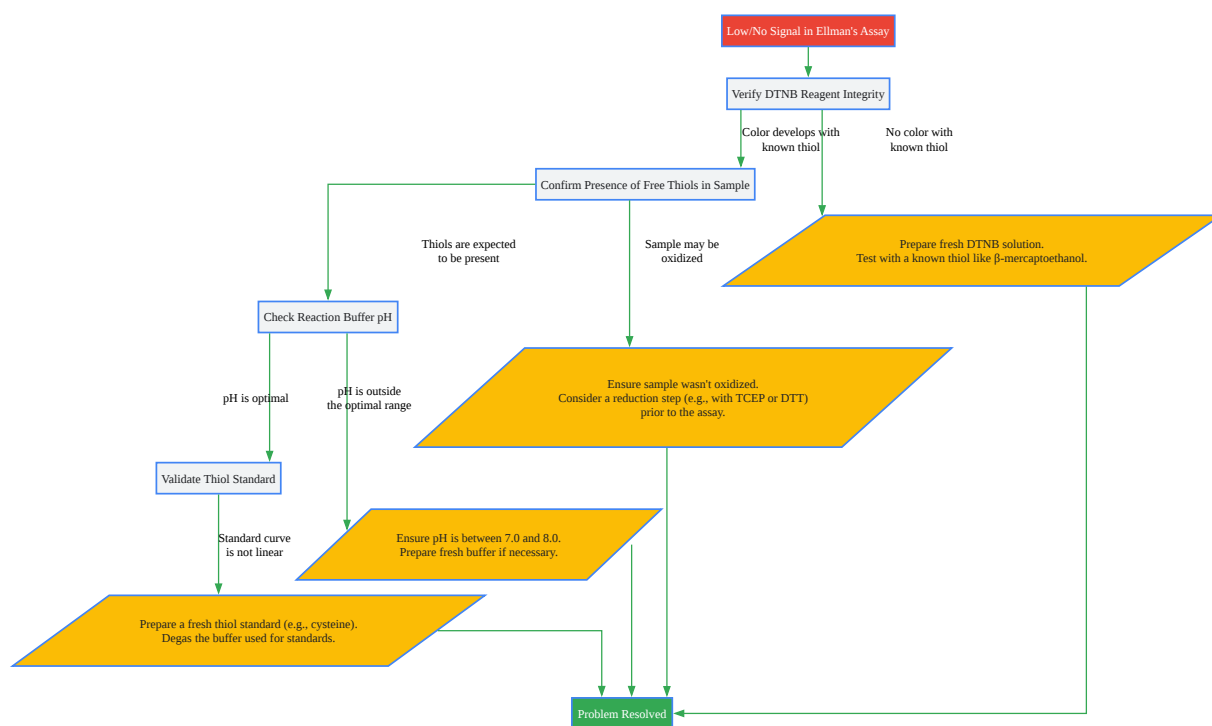 Low/No Signal in Ellman's Assay
Verify DTNB Reagent Integrity
Color develops with
known thiol
No color with
known thiol
Confirm Presence of Free Thiols in Sample
Thiols are expected
to be present
Sample may be
oxidized
Prepare fresh DTNB solution.
Test with a known thiol like β-mercaptoethanol.
Check Reaction Buffer pH
pH is optimal
pH is outside
the optimal range
Ensure sample wasn't oxidized.
Consider a reduction step (e.g., with TCEP or DTT)
prior to the assay.
Validate Thiol Standard
Standard curve
is not linear
Ensure pH is between 7.0 and 8.0.
Prepare fresh buffer if necessary.
Prepare a fresh thiol standard (e.g., cysteine).
Degas the buffer used for standards.
Problem Resolved